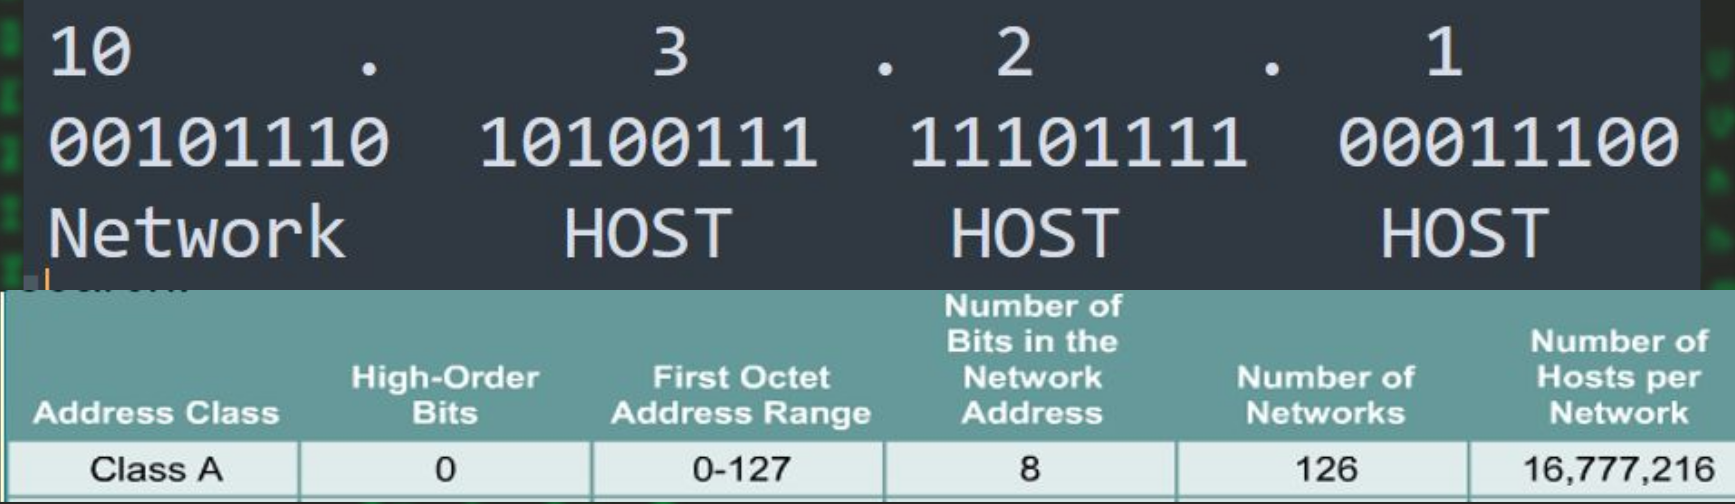 10 . 3 . 2 . 1
00101110 10100111 11101111 00011100
Network HOST HOST HOST
Address Class High-Order Bits First Octet Address Range Number of Bits in the Network Address Number of Networks Number of Hosts per Network
Class A 0 0-127 8 126 16,777,216